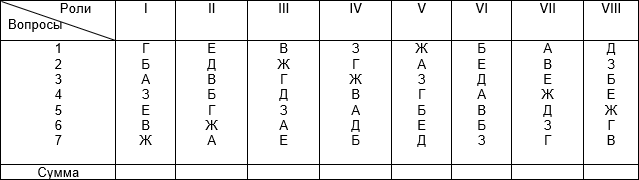 Роли I II III IV V VI VII VIII
Вопросы
1 Г Е В З Ж Б А Д
2 Б Д Ж Г А Е В З
3 А В Г Ж З Д Е Б
4 З Б Д В Г А Ж Е
5 Е Г З А Б В Д Ж
6 В Ж А Д Е Б З Г
7 Ж А Е Б Д З Г В
Сумма